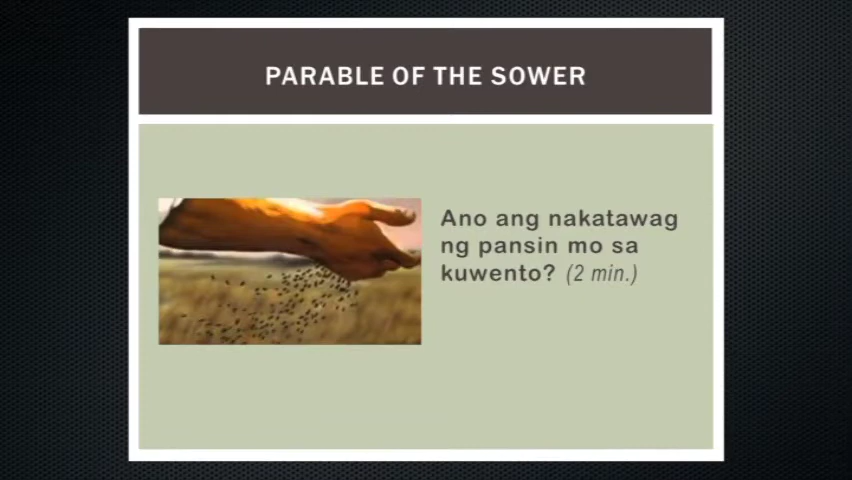 PARABLE OF THE SOWER
Ano ang nakatawag
ng pansin mo sa
kuwento? (2 min.)